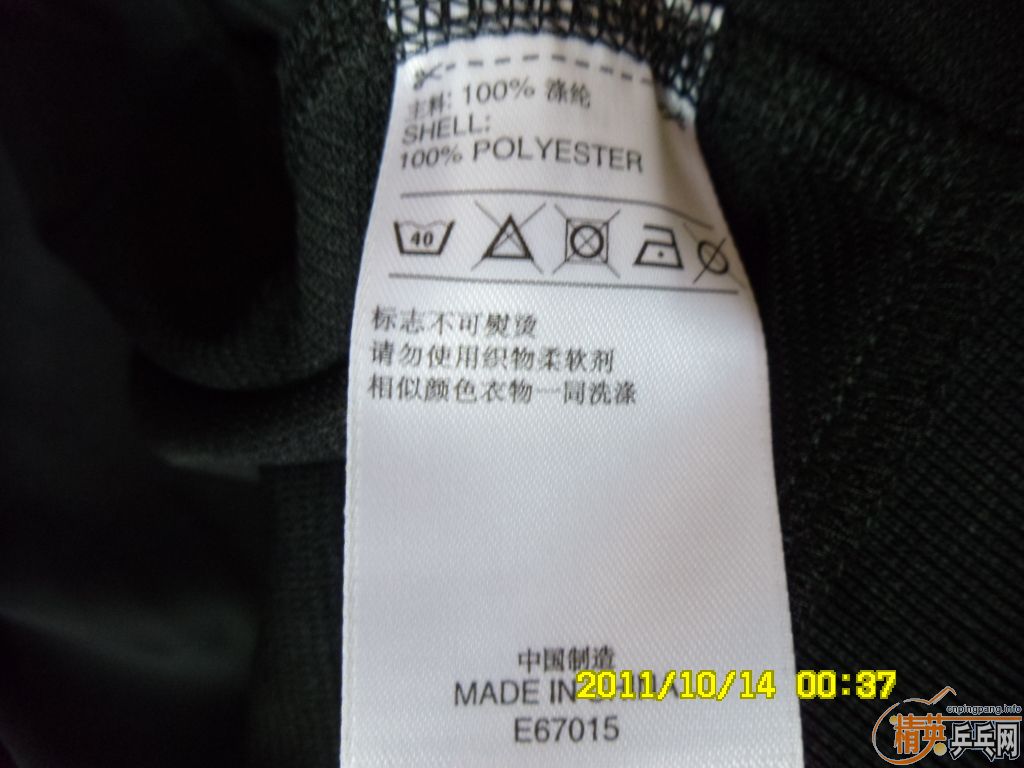 主料: 100% 涤纶
SHELL:
100% POLYESTER
40
标志不可熨烫
请勿使用织物柔软剂
相似颜色衣物一同洗涤
中国制造
MADE IN CHINA
E67015
2011/10/14 00:37
cnpingpang.info
精英乒乓网